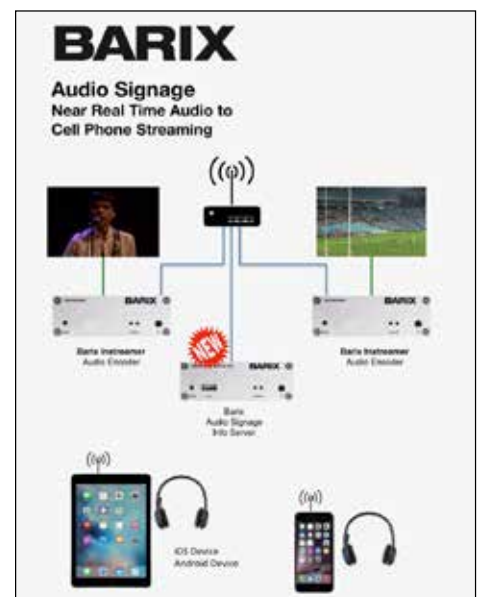 BARIX
Audio Signage
Near Real Time Audio to
Cell Phone Streaming
BARIX
BARIX
Barix Instreamer
Audio Encoder
NEW
BARIX
Barix Instreamer
Audio Encoder
Barix
Audio Signage
Info Server
iOS Device
Android Device